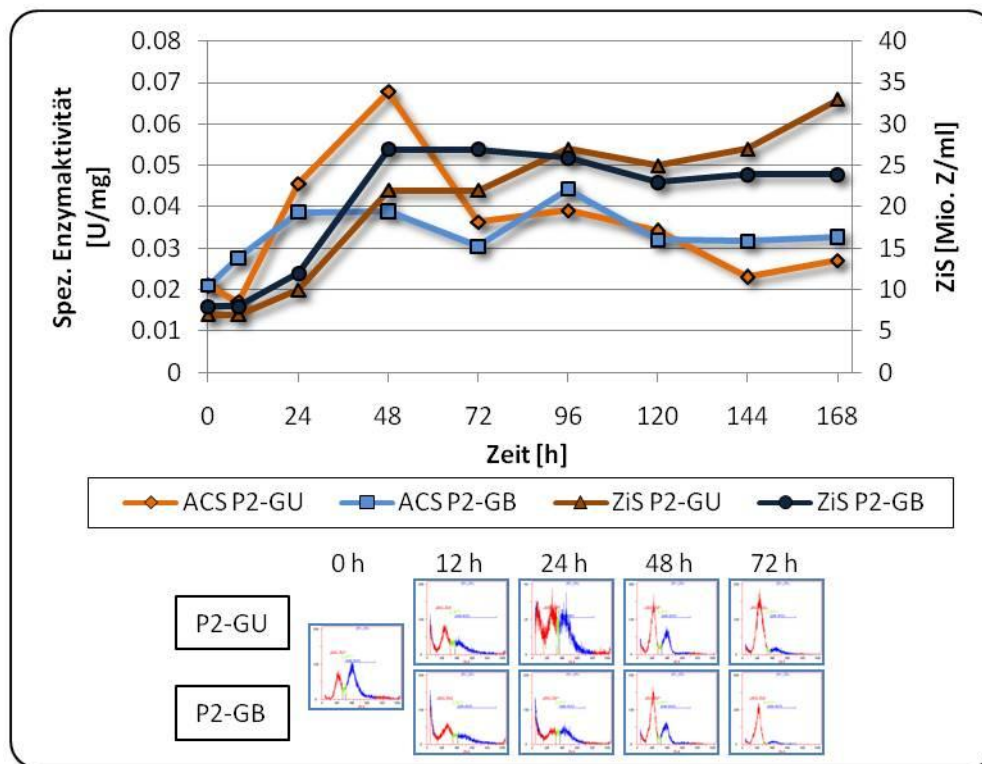 Spez. Enzymaktivität
[U/mg]
0.08
0.07
0.06
0.05
0.04
0.03
0.02
0.01
0
40
35
30
25
20
15
10
5
0
ZiS [Mio. Z/ml]
0 24 48 72 96 120 144 168
Zeit [h]
ACS P2-GU ACS P2-GB ZiS P2-GU ZiS P2-GB
0 h 12 h 24 h 48 h 72 h
P2-GU
P2-GB